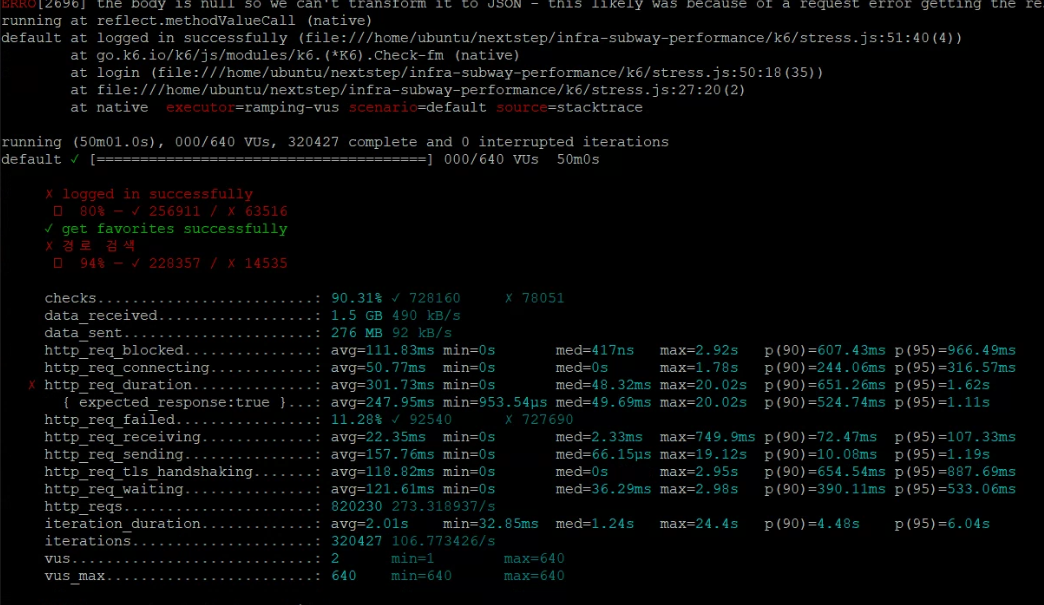 ERRO[2696] the body is null so we can't transform it to JSON - this likely was because of a request error getting the re
running at reflect.methodValueCall (native)
default at logged in successfully (file:///home/ubuntu/nextstep/infra-subway-performance/k6/stress.js:51:40(4))
at go.k6.io/k6/js/modules/k6.(*K6).Check-fm (native)
at login (file:///home/ubuntu/nextstep/infra-subway-performance/k6/stress.js:50:18(35))
at file:///home/ubuntu/nextstep/infra-subway-performance/k6/stress.js:27:20(2)
at native  executor=ramping-vus scenario=default source=stacktrace
running (50m01.0s), 000/640 VUs, 320427 complete and 0 interrupted iterations
default ✓ [======================================] 000/640 VUs  50m0s
✗ logged in successfully
80% — ✓ 256911 / ✗ 63516
✓ get favorites successfully
✗ 경로 검색
94% — ✓ 228357 / ✗ 14535
checks.........................: 90.31% ✓ 728160 ✗ 78051
data_received..................: 1.5 GB 490 kB/s
data_sent......................: 276 MB 92 kB/s
http_req_blocked...............: avg=111.83ms min=0s med=417ns max=2.92s p(90)=607.43ms p(95)=966.49ms
http_req_connecting............: avg=50.77ms min=0s med=0s max=1.78s p(90)=244.06ms p(95)=316.57ms
✗ http_req_duration..............: avg=301.73ms min=0s med=48.32ms max=20.02s p(90)=651.26ms p(95)=1.62s
{ expected_response:true }...: avg=247.95ms min=953.54µs med=49.69ms max=20.02s p(90)=524.74ms p(95)=1.11s
http_req_failed................: 11.28% ✓ 92540 ✗ 727690
http_req_receiving.............: avg=22.35ms min=0s med=2.33ms max=749.9ms p(90)=72.47ms p(95)=107.33ms
http_req_sending...............: avg=157.76ms min=0s med=66.15µs max=19.12s p(90)=10.08ms p(95)=1.19s
http_req_tls_handshaking.......: avg=118.82ms min=0s med=0s max=2.95s p(90)=654.54ms p(95)=887.69ms
http_req_waiting...............: avg=121.61ms min=0s med=36.29ms max=2.98s p(90)=390.11ms p(95)=533.06ms
http_reqs......................: 820230 273.318937/s
iteration_duration.............: avg=2.01s min=32.85ms med=1.24s max=24.4s p(90)=4.48s p(95)=6.04s
iterations.....................: 320427 106.773426/s
vus............................: 2 min=1 max=640
vus_max........................: 640 min=640 max=640